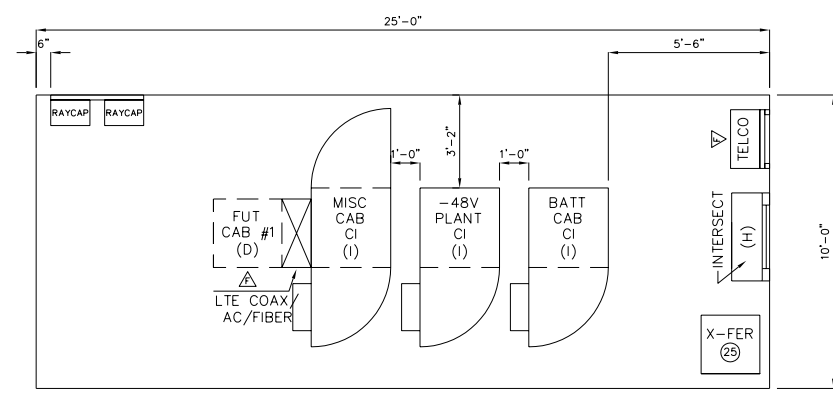 25'-0"
6"
5'-6"
RAYCAP
RAYCAP
3'-2"
1'-0"
1'-0"
F
TELCO
MISC
CAB
CI
(I)
-48V
PLANT
CI
(I)
BATT
CAB
CI
(I)
FUT
CAB #1
(D)
F
LTE COAX/
AC/FIBER
INTERSECT
(H)
10'-0"
X-FER
25